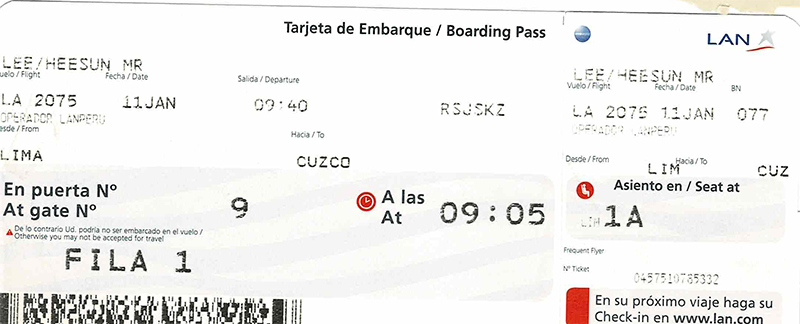 Tarjeta de Embarque / Boarding Pass
LEE/HEESUN MR
Vuelo / Flight Fecha / Date Salida / Departure
LA 2075 11JAN 09:40 RSJSKZ
OPERADOR LANPERU
Desde / From Hacia / To
LIMA CUZCO
En puerta Nº
At gate Nº
9
A las
At
09:05
De lo contrario Ud. podría no ser embarcado en el vuelo /
Otherwise you may not be accepted for travel
FILA 1
LAN
LEE/HEESUN MR
Vuelo / Flight Fecha / Date BN
LA 2075 11JAN 077
OPERADOR LANPERU
Desde / From Hacia / To
LIM CUZ
Asiento en / Seat at
LIM 1A
Frequent Flyer
Nº Ticket
0457510785332
En su próximo viaje haga su
Check-in en www.lan.com